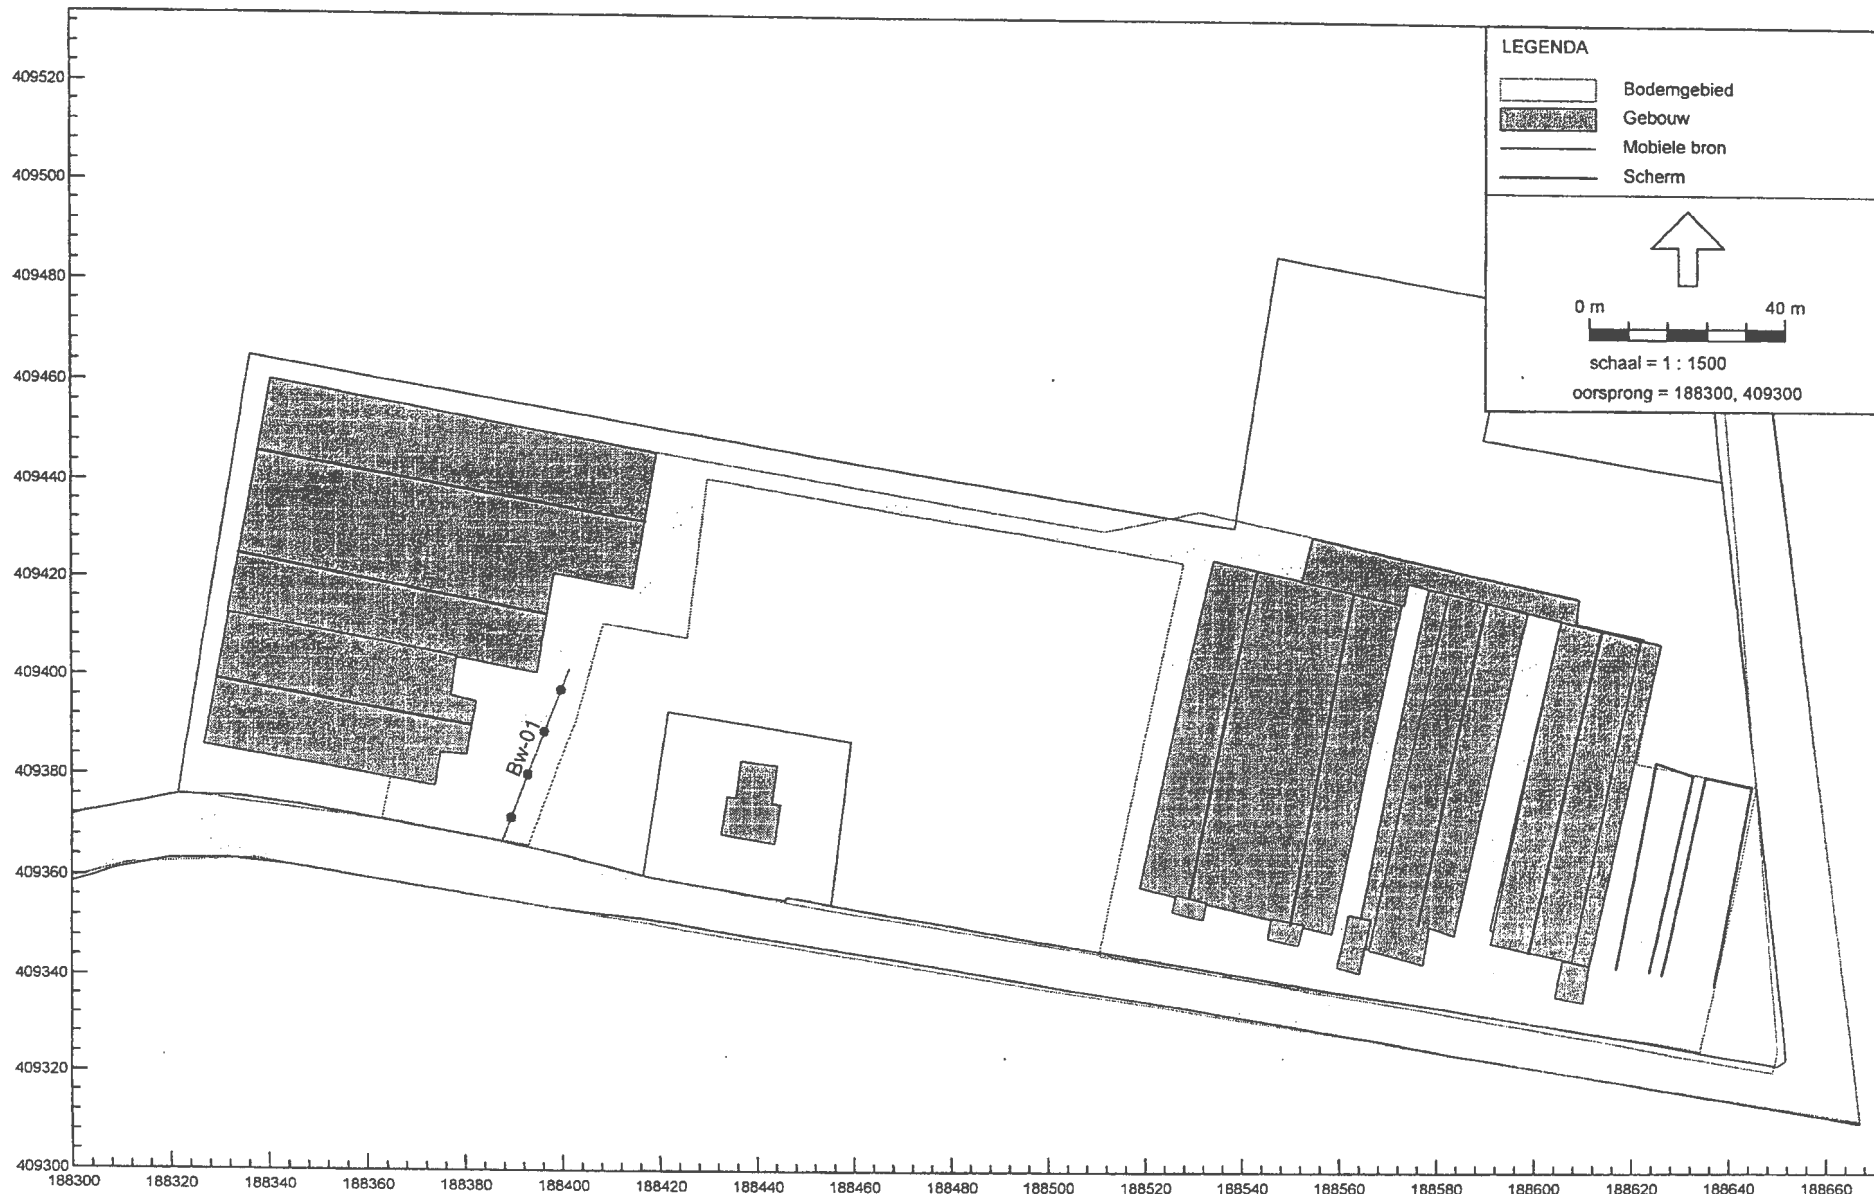 LEGENDA
Bodemgebied
Gebouw
Mobiele bron
Scherm
0 m 40 m
schaal = 1 : 1500
oorsprong = 188300, 409300
409520
409500
409480
409460
409440
409420
409400
409380
409360
409340
409320
409300
Bw-01
188300 188320 188340 188360 188380 188400 188420 188440 188460 188480 188500 188520 188540 188560 188580 188600 188620 188640 188660